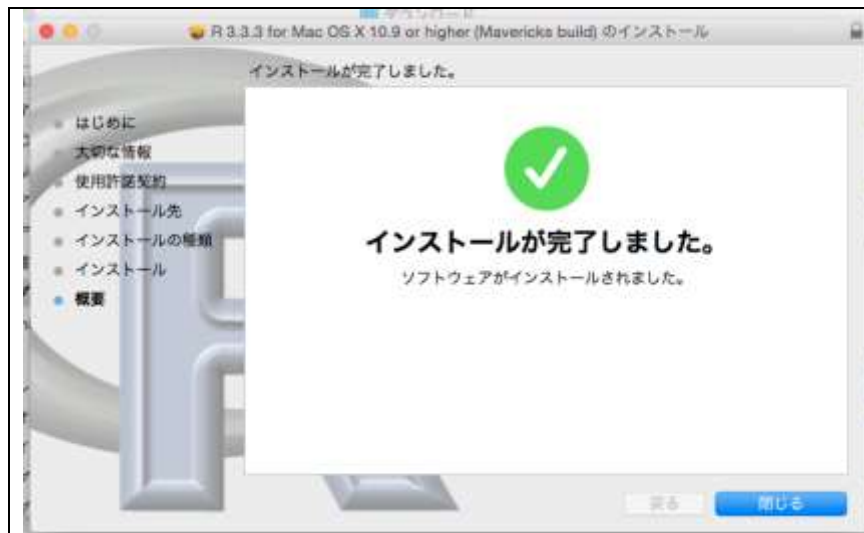 R 3.3.3 for Mac OS X 10.9 or higher (Mavericks build) のインストール
インストールが完了しました。
はじめに
大切な情報
使用許諾契約
インストール先
インストールの種類
インストール
概要
インストールが完了しました。
ソフトウェアがインストールされました。
戻る
閉じる